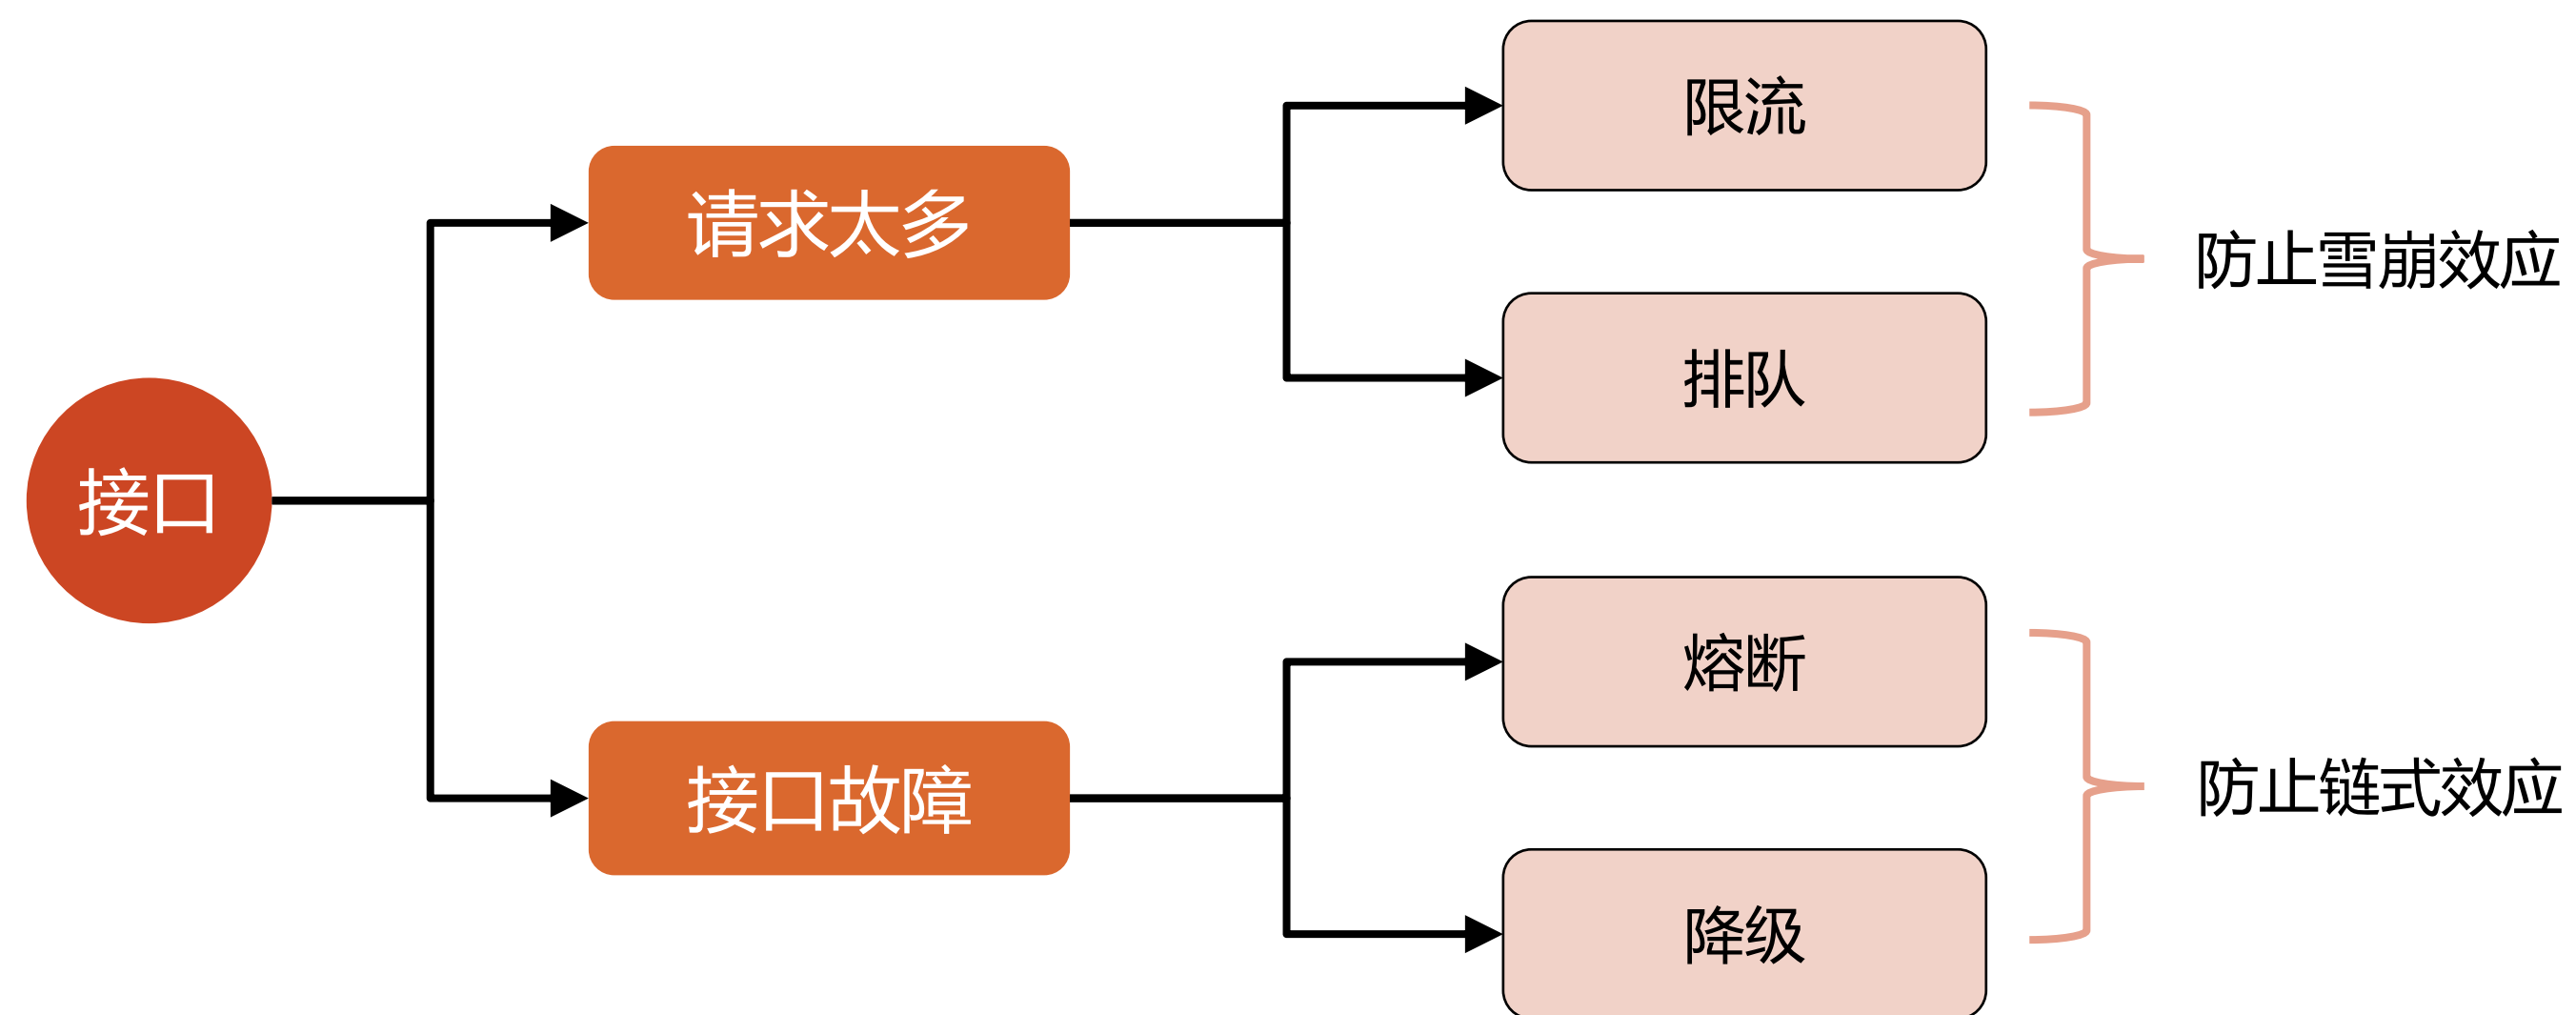 接口
请求太多
限流
排队
防止雪崩效应
接口故障
熔断
降级
防止链式效应